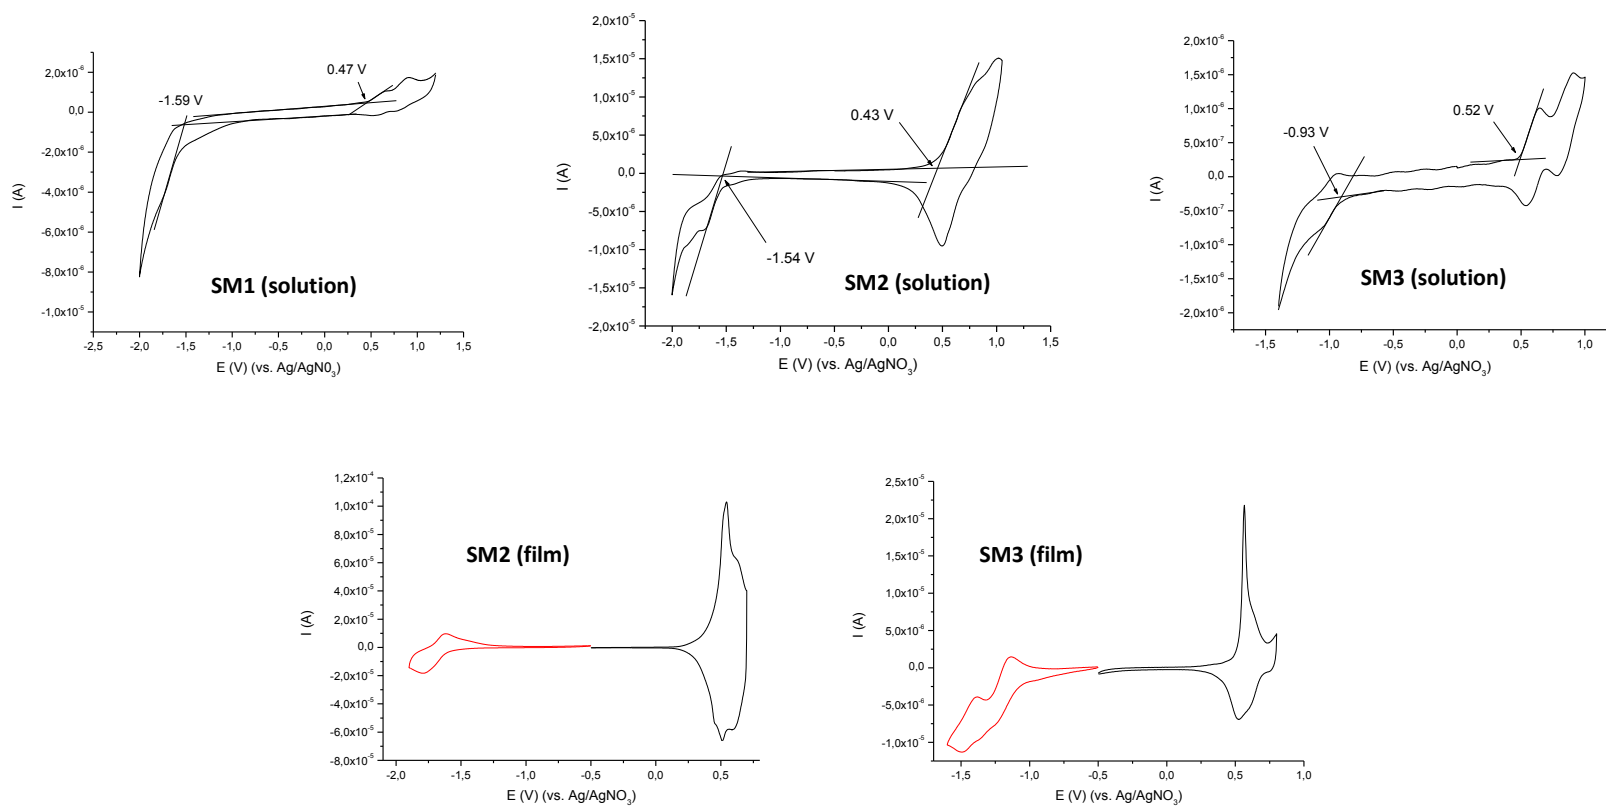 2,0x10⁻⁶
0,0
-2,0x10⁻⁶
-4,0x10⁻⁶
-6,0x10⁻⁶
-8,0x10⁻⁶
-1,0x10⁻⁵
I (A)
-1.59 V
0.47 V
SM1 (solution)
-2,5 -2,0 -1,5 -1,0 -0,5 0,0 0,5 1,0 1,5
E (V) (vs. Ag/AgN0₃)
2,0x10⁻⁵
1,5x10⁻⁵
1,0x10⁻⁵
5,0x10⁻⁶
0,0
-5,0x10⁻⁶
-1,0x10⁻⁵
-1,5x10⁻⁵
-2,0x10⁻⁵
I (A)
0.43 V
-1.54 V
SM2 (solution)
-2,0 -1,5 -1,0 -0,5 0,0 0,5 1,0 1,5
E (V) (vs. Ag/AgNO₃)
2,0x10⁻⁶
1,5x10⁻⁶
1,0x10⁻⁶
5,0x10⁻⁷
0,0
-5,0x10⁻⁷
-1,0x10⁻⁶
-1,5x10⁻⁶
-2,0x10⁻⁶
I (A)
-0.93 V
0.52 V
SM3 (solution)
-1,5 -1,0 -0,5 0,0 0,5 1,0
E (V) (vs. Ag/AgNO₃)
1,2x10⁻⁴
1,0x10⁻⁴
8,0x10⁻⁵
6,0x10⁻⁵
4,0x10⁻⁵
2,0x10⁻⁵
0,0
-2,0x10⁻⁵
-4,0x10⁻⁵
-6,0x10⁻⁵
-8,0x10⁻⁵
I (A)
SM2 (film)
-2,0 -1,5 -1,0 -0,5 0,0 0,5
E (V) (vs. Ag/AgNO₃)
2,5x10⁻⁵
2,0x10⁻⁵
1,5x10⁻⁵
1,0x10⁻⁵
5,0x10⁻⁶
0,0
-5,0x10⁻⁶
-1,0x10⁻⁵
I (A)
SM3 (film)
-1,5 -1,0 -0,5 0,0 0,5 1,0
E (V) (vs. Ag/AgNO₃)